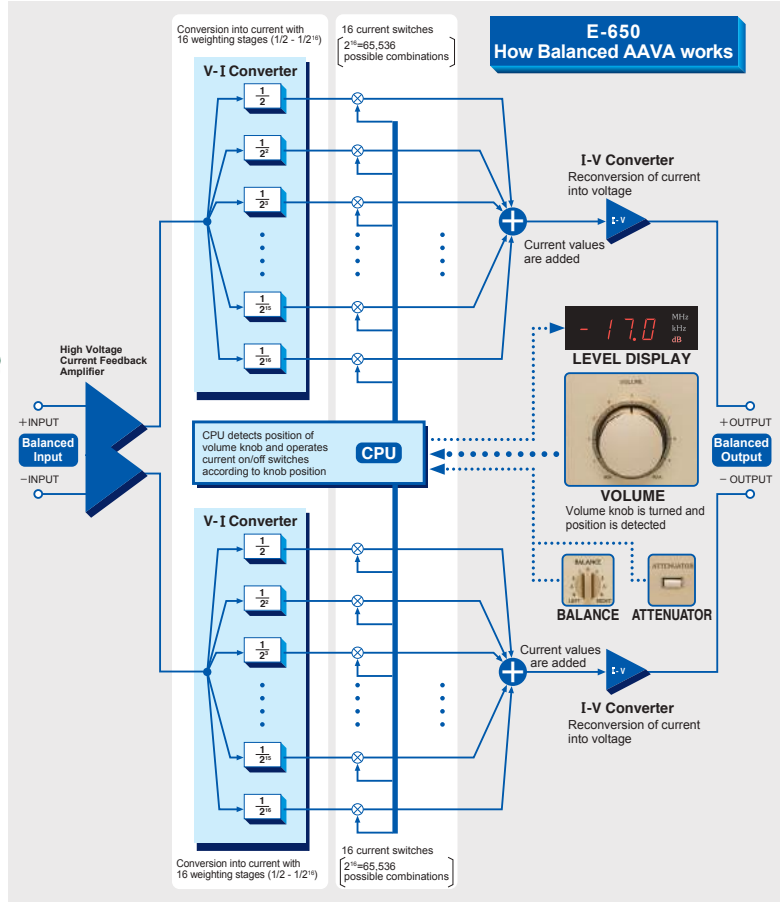 Conversion into current with
16 weighting stages (1/2 - 1/2¹⁶)
16 current switches
[2¹⁶=65,536
possible combinations]
E-650
How Balanced AAVA works
V-I Converter
1/2
1/2²
1/2³
1/2¹⁵
1/2¹⁶
I-V Converter
Reconversion of current
into voltage
I-V
Current values
are added
High Voltage
Current Feedback
Amplifier
- 17.0
MHz
kHz
dB
LEVEL DISPLAY
+INPUT
Balanced
Input
-INPUT
CPU detects position of
volume knob and operates
current on/off switches
according to knob position
CPU
VOLUME
VOLUME
Volume knob is turned and
position is detected
+OUTPUT
Balanced
Output
- OUTPUT
BALANCE
LEFT
RIGHT
BALANCE
ATTENUATOR
ATTENUATOR
V-I Converter
1/2
1/2²
1/2³
1/2¹⁵
1/2¹⁶
Current values
are added
I-V
I-V Converter
Reconversion of current
into voltage
Conversion into current with
16 weighting stages (1/2 - 1/2¹⁶)
16 current switches
[2¹⁶=65,536
possible combinations]